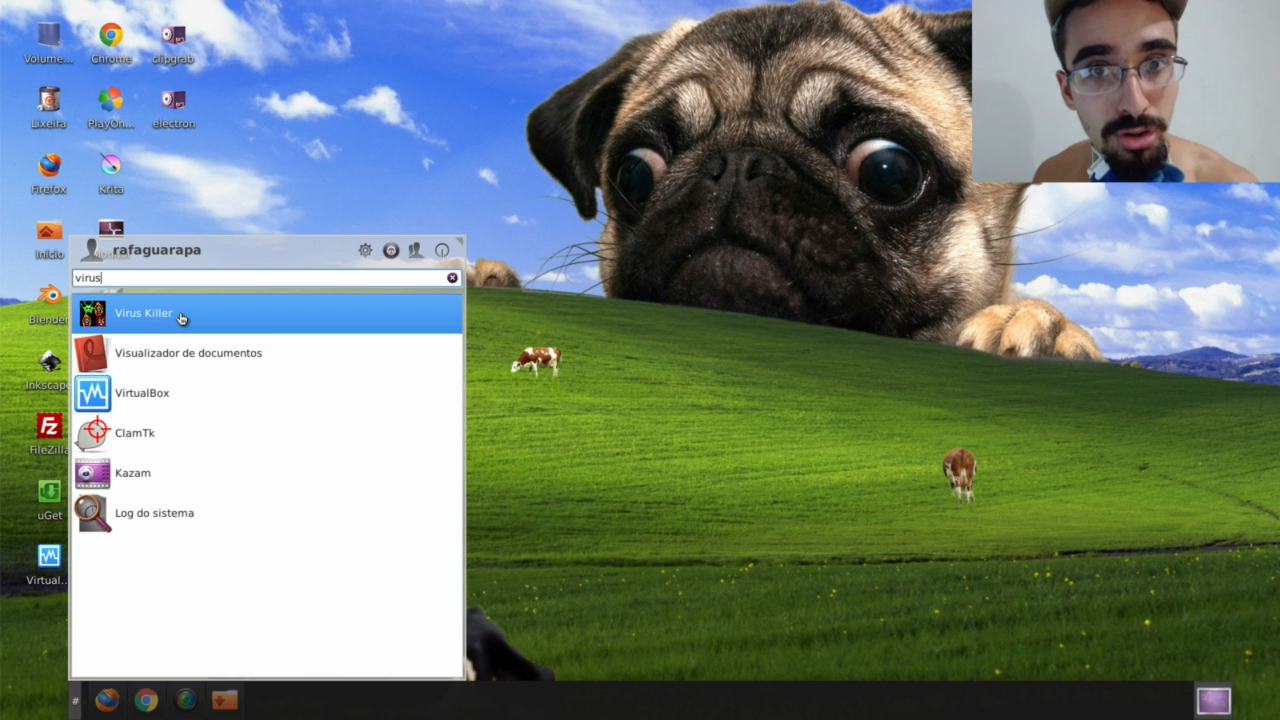 Volume...
Chrome
clipgrab
Lixeira
PlayOn...
electron
Firefox
Krita
Início
rafaguarapa
virus
Virus Killer
Visualizador de documentos
VirtualBox
ClamTk
Kazam
Log do sistema
Blender
Inkscape
FileZilla
uGet
Virtual...
#